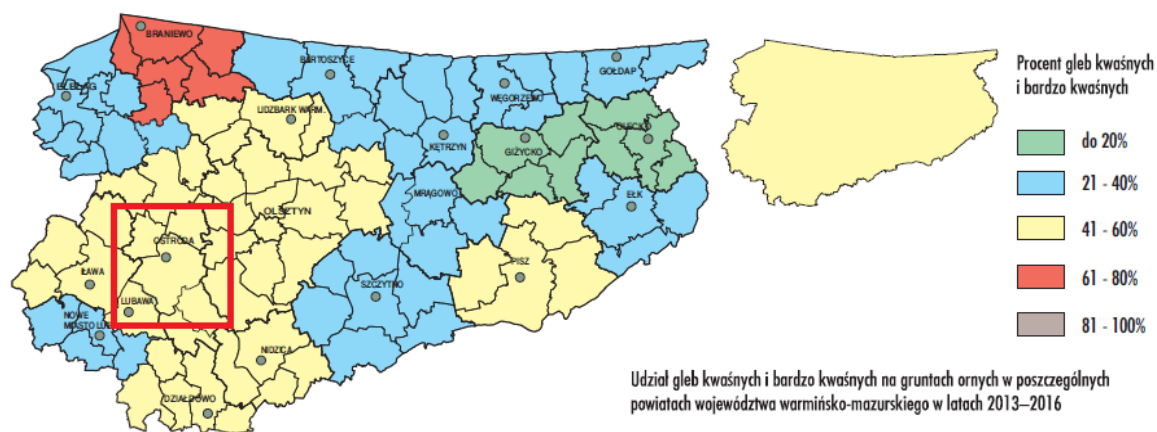 BRANIEWO
BARTOSZYCE
GOŁDAP
ELBLĄG
WĘGORZEWO
LIDZBARK WARM.
OLECKO
KĘTRZYN
GIŻYCKO
MRĄGOWO
EŁK
OLSZTYN
OSTRÓDA
PISZ
IŁAWA
SZCZYTNO
LUBAWA
NOWE
MIASTO LUB.
NIDZICA
DZIAŁDOWO
Procent gleb kwaśnych
i bardzo kwaśnych
do 20%
21 - 40%
41 - 60%
61 - 80%
81 - 100%
Udział gleb kwaśnych i bardzo kwaśnych na gruntach ornych w poszczególnych
powiatach województwa warmińsko-mazurskiego w latach 2013–2016